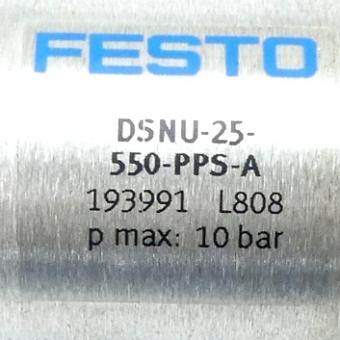 FESTO
DSNU-25-
550-PPS-A
193991 L808
p max: 10 bar